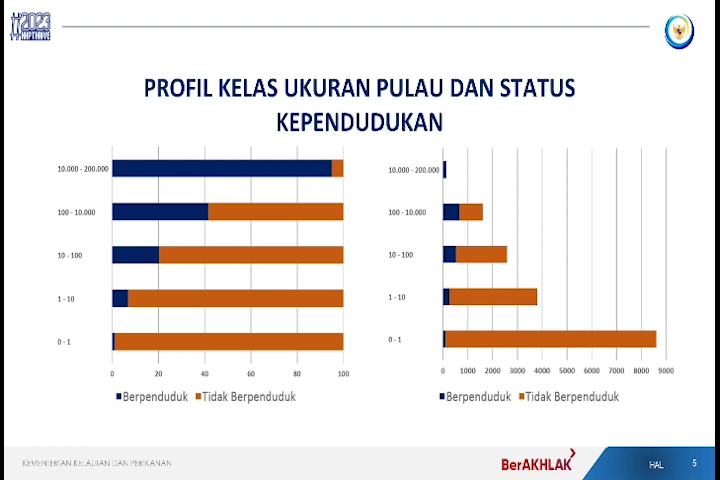 #2023
PROFIL KELAS UKURAN PULAU DAN STATUS
KEPENDUDUKAN
10.000 - 200.000
100 - 10.000
10 - 100
1 - 10
0 - 1
0 20 40 60 80 100
Berpenduduk Tidak Berpenduduk
10.000 - 200.000
100 - 10.000
10 - 100
1 - 10
0 - 1
0 1000 2000 3000 4000 5000 6000 7000 8000 9000
Berpenduduk Tidak Berpenduduk
KEMENTERIAN KELAUTAN DAN PERIKANAN
BerAKHLAK
HAL 5